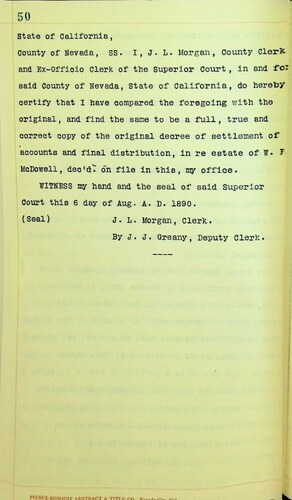 50
State of California,
County of Nevada, SS. I, J. L. Morgan, County Clerk
and Ex-Officio Clerk of the Superior Court, in and for
said County of Nevada, State of California, do hereby
certify that I have compared the foregoing with the
original, and find the same to be a full, true and
correct copy of the original decree of settlement of
accounts and final distribution, in re estate of W. F
McDowell, dec'd. on file in this, my office.
WITNESS my hand and the seal of said Superior
Court this 6 day of Aug. A. D. 1890.
(Seal) J. L. Morgan, Clerk.
By J. J. Greany, Deputy Clerk.
----
PIERCE-BOSQUIT ABSTRACT & TITLE CO.